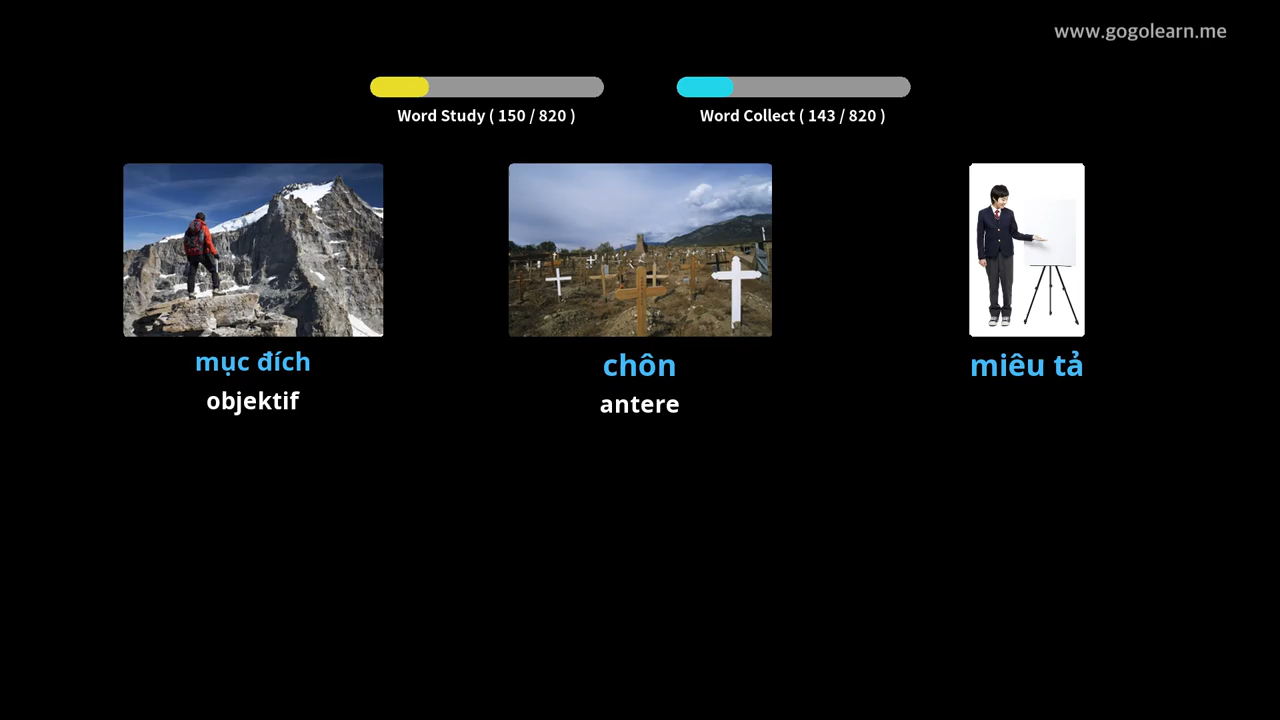 www.gogolearn.me
Word Study ( 150 / 820 )
Word Collect ( 143 / 820 )
mục đích
objektif
chôn
antere
miêu tả